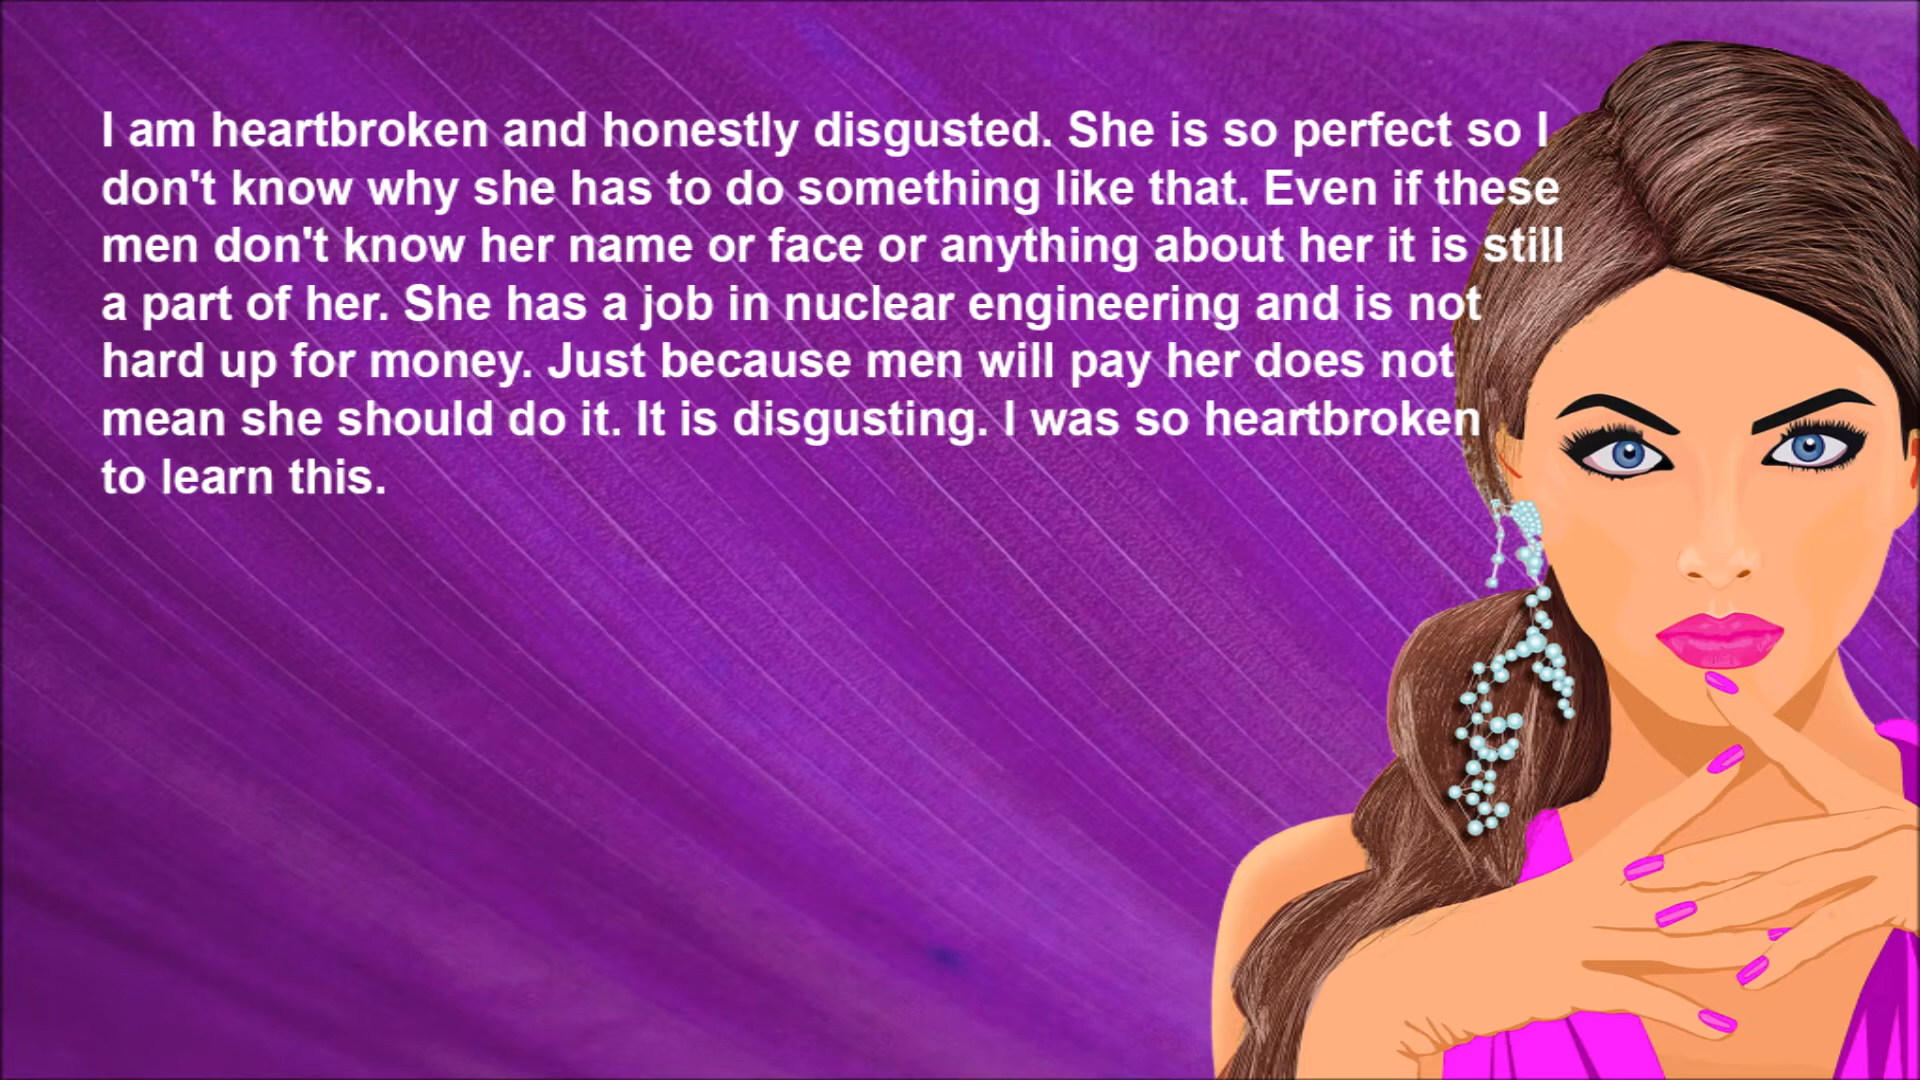 I am heartbroken and honestly disgusted. She is so perfect so I
don't know why she has to do something like that. Even if these
men don't know her name or face or anything about her it is still
a part of her. She has a job in nuclear engineering and is not
hard up for money. Just because men will pay her does not
mean she should do it. It is disgusting. I was so heartbroken
to learn this.